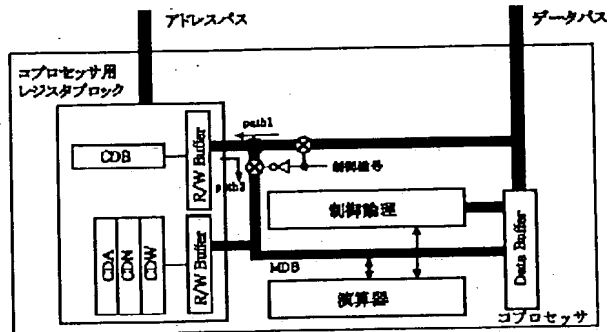 アドレスバス
データバス
コプロセッサ用
レジスタブロック
path1
CDB
R/W Buffer
制御信号
path2
制御論理
CDA
CDN
CDW
R/W Buffer
MDB
Data Buffer
演算器
コプロセッサ